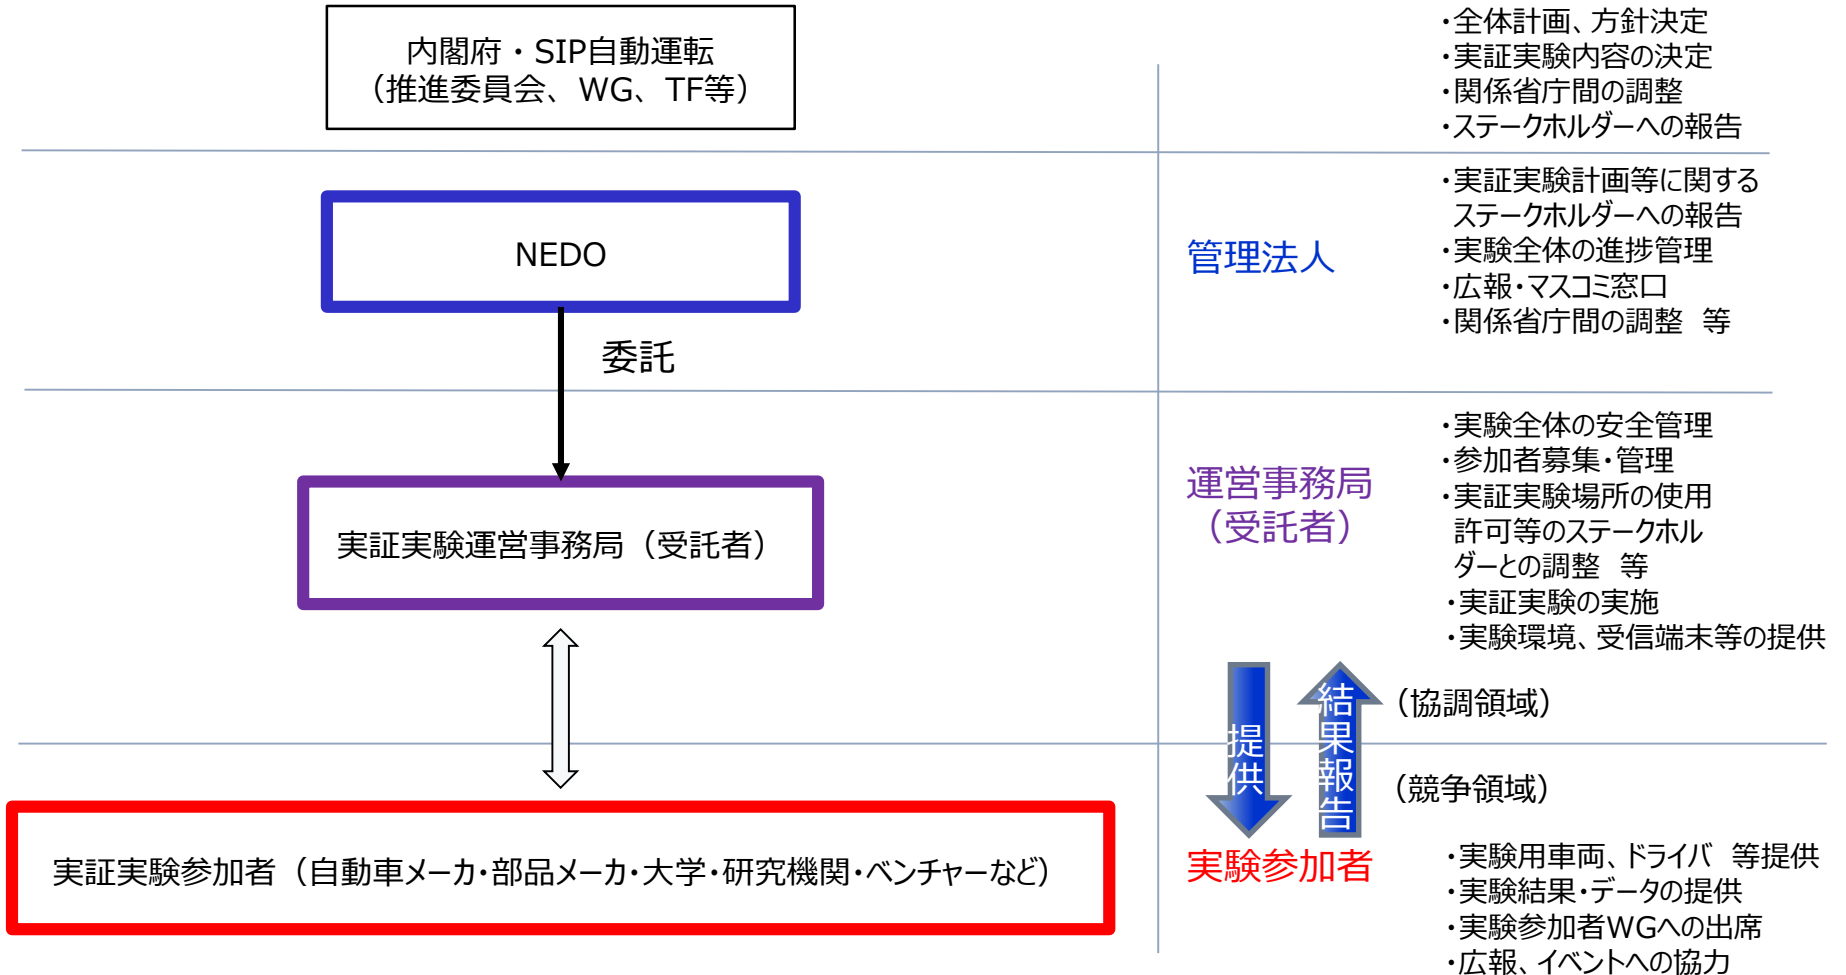 内閣府・SIP自動運転
（推進委員会、WG、TF等）
・全体計画、方針決定
・実証実験内容の決定
・関係省庁間の調整
・ステークホルダーへの報告
NEDO
管理法人
・実証実験計画等に関する
ステークホルダーへの報告
・実験全体の進捗管理
・広報・マスコミ窓口
・関係省庁間の調整　等
委託
実証実験運営事務局（受託者）
運営事務局
（受託者）
・実験全体の安全管理
・参加者募集・管理
・実証実験場所の使用
許可等のステークホル
ダーとの調整　等
・実証実験の実施
・実験環境、受信端末等の提供
提供
結果報告
（協調領域）
（競争領域）
実証実験参加者（自動車メーカ・部品メーカ・大学・研究機関・ベンチャーなど）
実験参加者
・実験用車両、ドライバ　等提供
・実験結果・データの提供
・実験参加者WGへの出席
・広報、イベントへの協力